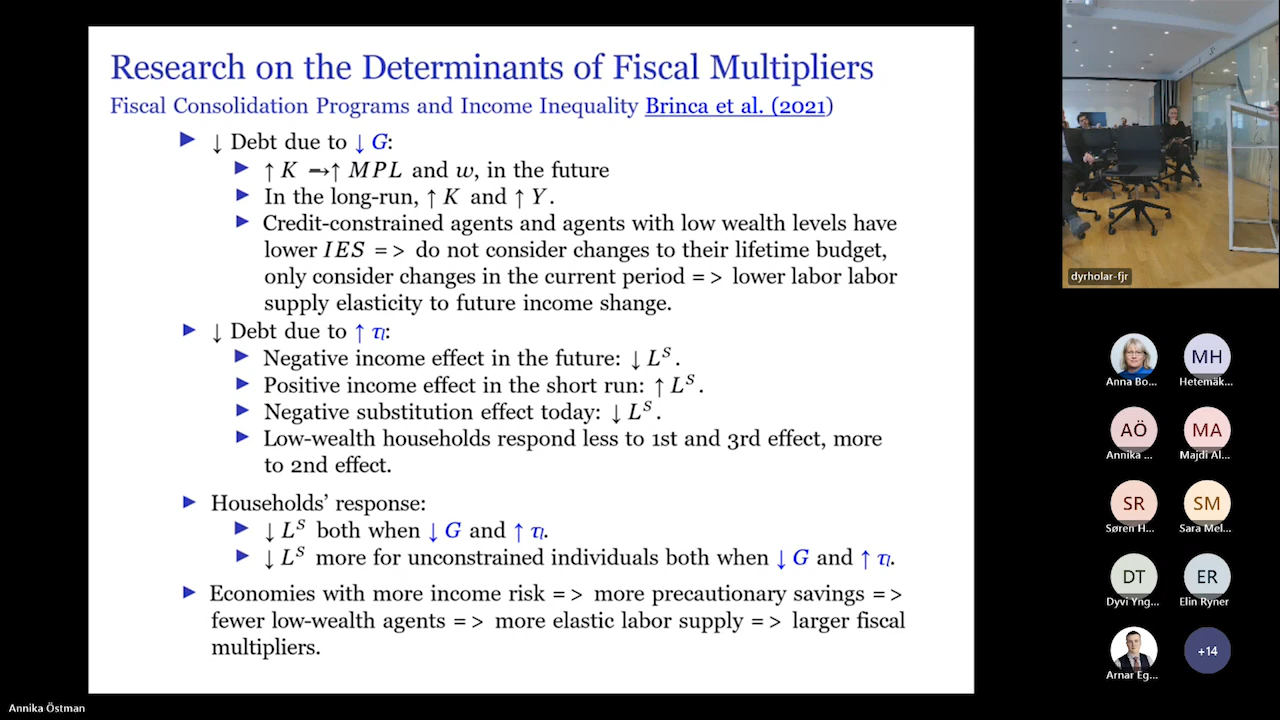 Research on the Determinants of Fiscal Multipliers
Fiscal Consolidation Programs and Income Inequality Brinca et al. (2021)
▶ ↓ Debt due to ↓ G:
▶ ↑ K →↑ MPL and w, in the future
▶ In the long-run, ↑ K and ↑ Y.
▶ Credit-constrained agents and agents with low wealth levels have
lower IES => do not consider changes to their lifetime budget,
only consider changes in the current period => lower labor labor
supply elasticity to future income change.
▶ ↓ Debt due to ↑ τₗ:
▶ Negative income effect in the future: ↓ Lˢ.
▶ Positive income effect in the short run: ↑ Lˢ.
▶ Negative substitution effect today: ↓ Lˢ.
▶ Low-wealth households respond less to 1st and 3rd effect, more
to 2nd effect.
▶ Households' response:
▶ ↓ Lˢ both when ↓ G and ↑ τₗ.
▶ ↓ Lˢ more for unconstrained individuals both when ↓ G and ↑ τₗ.
▶ Economies with more income risk => more precautionary savings =>
fewer low-wealth agents => more elastic labor supply => larger fiscal
multipliers.
dyrholar-fjr
MH
Anna Bo...
Hetemäk...
AÖ
MA
Annika ...
Majdi Al...
SR
SM
Søren H...
Sara Mel...
DT
ER
Dyvi Yng...
Elin Ryner
+14
Arnar Eg...
Annika Östman